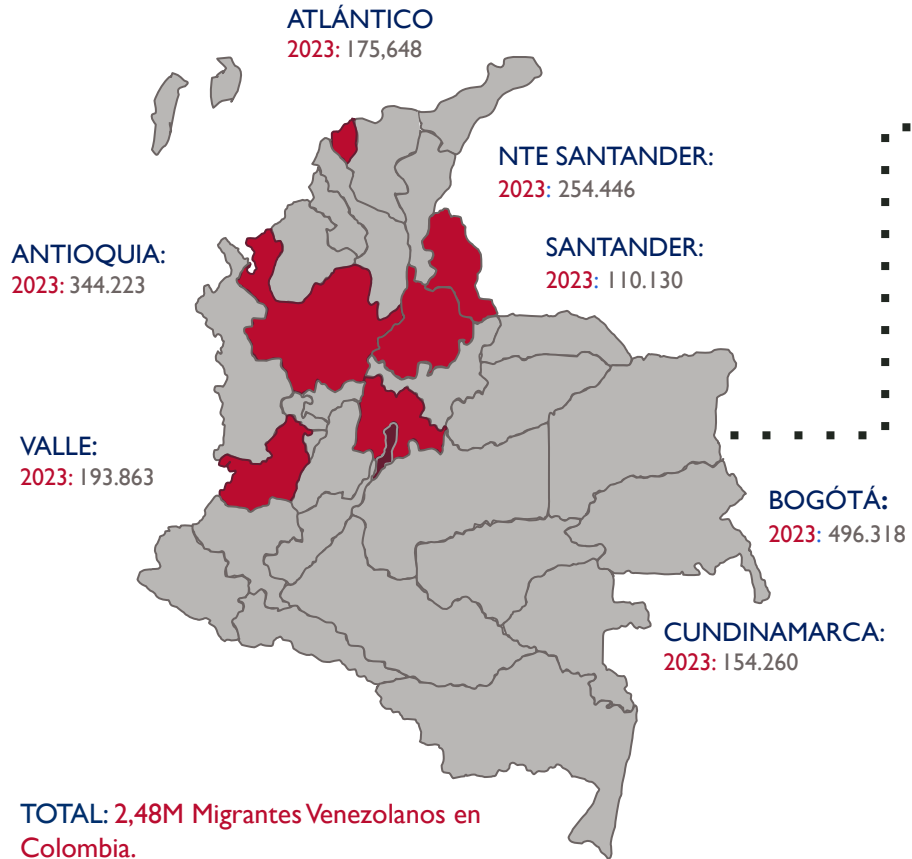 ATLÁNTICO
2023: 175,648
NTE SANTANDER:
2023: 254.446
SANTANDER:
2023: 110.130
ANTIOQUIA:
2023: 344.223
VALLE:
2023: 193.863
BOGÓTÁ:
2023: 496.318
CUNDINAMARCA:
2023: 154.260
TOTAL: 2,48M Migrantes Venezolanos en
Colombia.